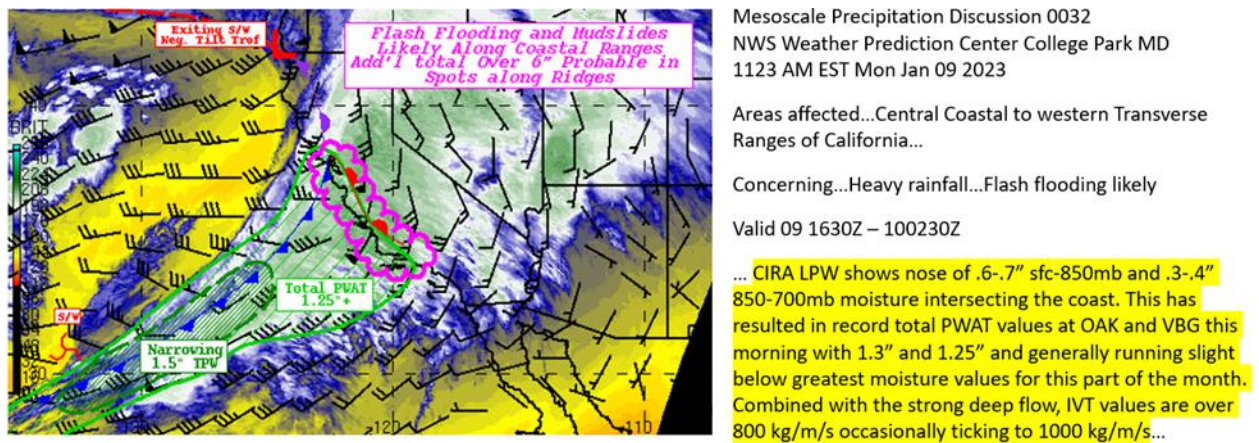 Exiting S/W
Neg. Tilt Trof
Flash Flooding and Mudslides
Likely Along Coastal Ranges
Add'l total Over 6" Probable in
Spots along Ridges
Total PWAT
1.25"+
S/W
Narrowing
1.5" TPW
120
110
Mesoscale Precipitation Discussion 0032
NWS Weather Prediction Center College Park MD
1123 AM EST Mon Jan 09 2023
Areas affected...Central Coastal to western Transverse
Ranges of California...
Concerning...Heavy rainfall...Flash flooding likely
Valid 09 1630Z – 100230Z
... CIRA LPW shows nose of .6-.7” sfc-850mb and .3-.4”
850-700mb moisture intersecting the coast. This has
resulted in record total PWAT values at OAK and VBG this
morning with 1.3” and 1.25” and generally running slight
below greatest moisture values for this part of the month.
Combined with the strong deep flow, IVT values are over
800 kg/m/s occasionally ticking to 1000 kg/m/s...